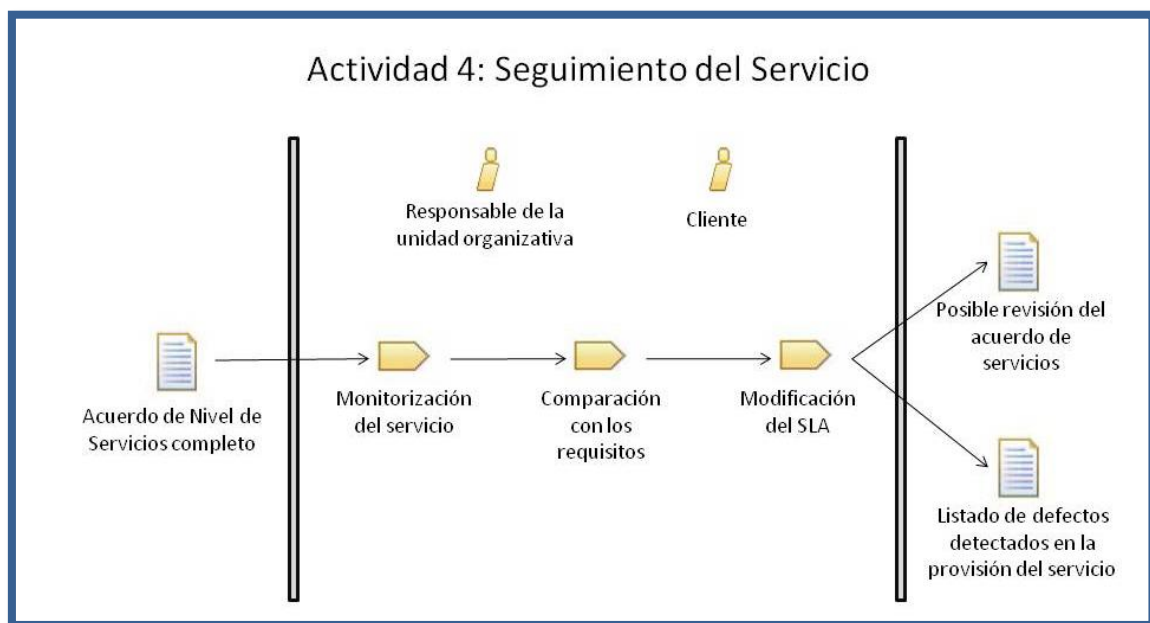 Actividad 4: Seguimiento del Servicio
Responsable de la
unidad organizativa
Cliente
Acuerdo de Nivel de
Servicios completo
Monitorización
del servicio
Comparación
con los
requisitos
Modificación
del SLA
Posible revisión del
acuerdo de
servicios
Listado de defectos
detectados en la
provisión del servicio